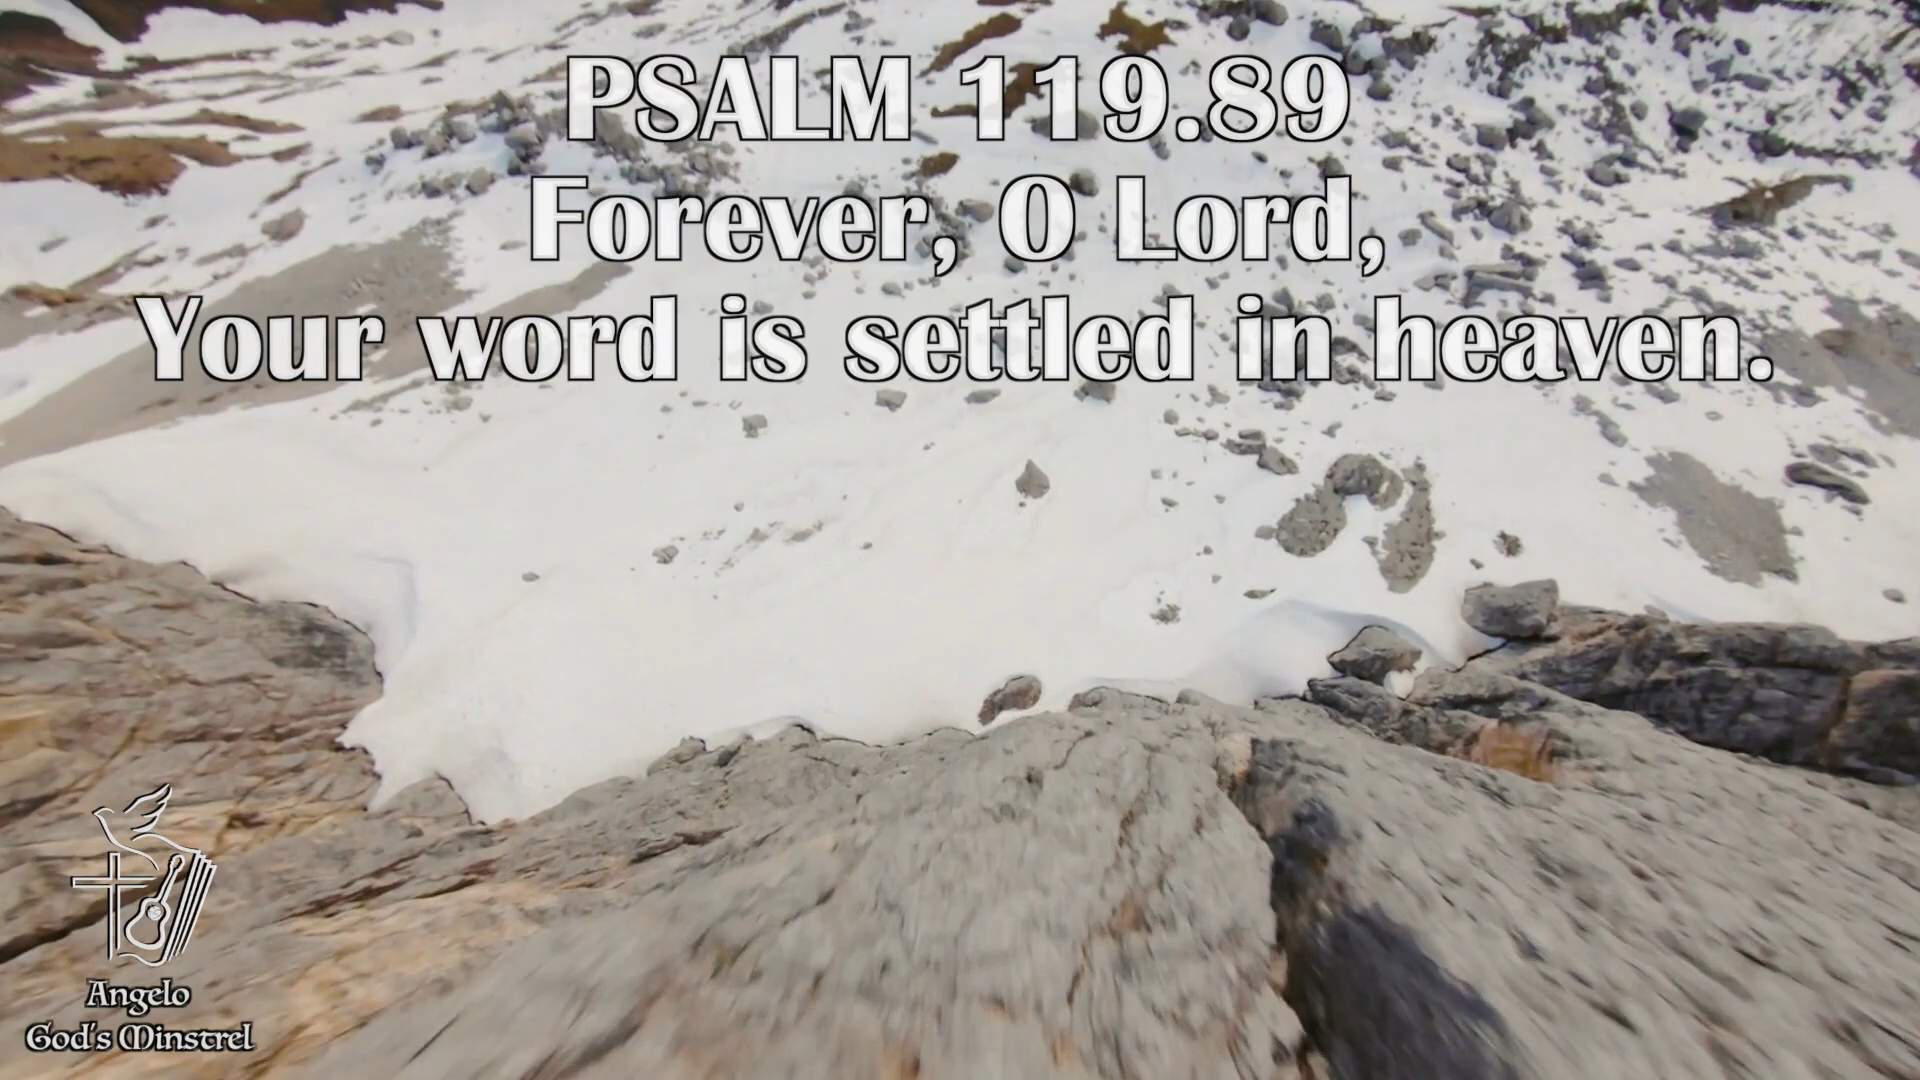 PSALM 119.89
Forever, O Lord,
Your word is settled in heaven.
Angelo
God's Minstrel